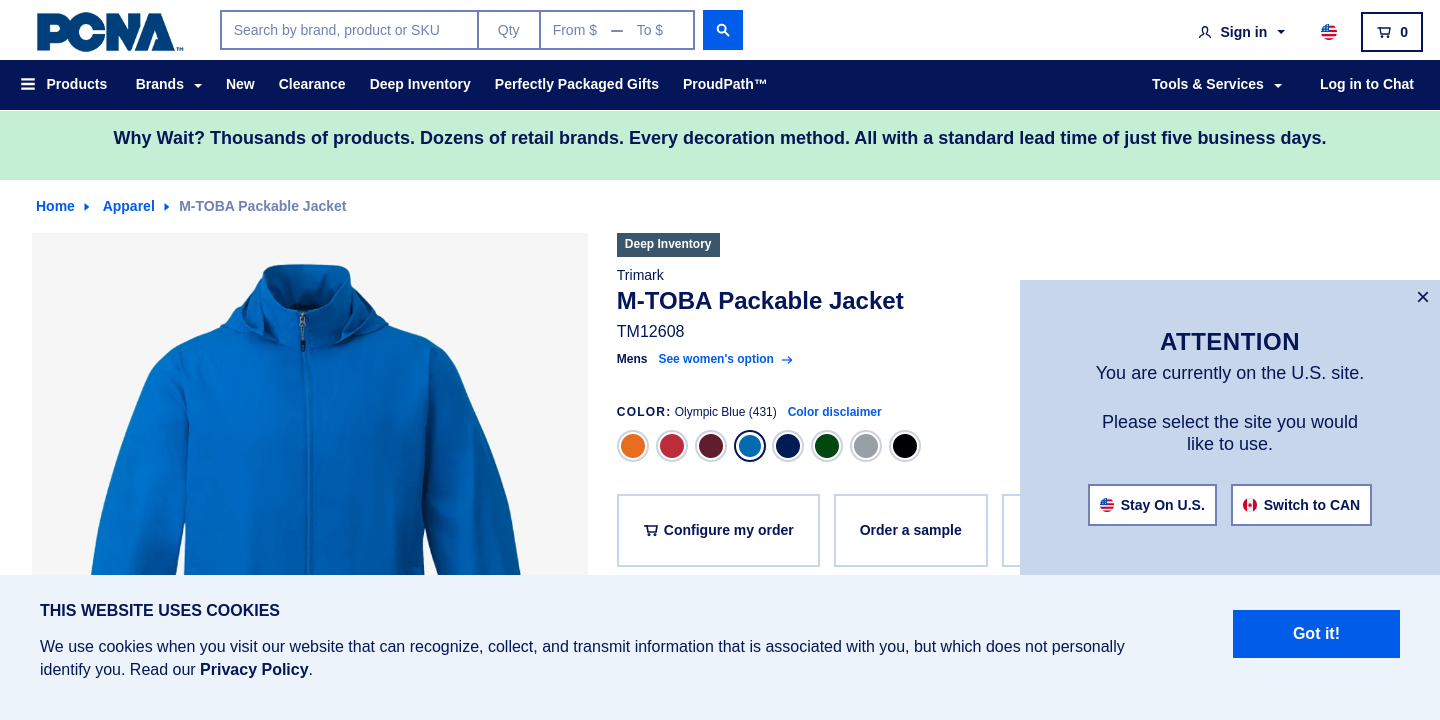 PCNA™
Search by brand, product or SKU
Qty
From $ — To $
Sign in
0
Products
Brands
New
Clearance
Deep Inventory
Perfectly Packaged Gifts
ProudPath™
Tools & Services
Log in to Chat
Why Wait? Thousands of products. Dozens of retail brands. Every decoration method. All with a standard lead time of just five business days.
Home
Apparel
M-TOBA Packable Jacket
Deep Inventory
Trimark
M-TOBA Packable Jacket
TM12608
Mens See women's option
COLOR: Olympic Blue (431) Color disclaimer
Configure my order
Order a sample
ATTENTION
You are currently on the U.S. site.
Please select the site you would
like to use.
Stay On U.S.
Switch to CAN
THIS WEBSITE USES COOKIES
We use cookies when you visit our website that can recognize, collect, and transmit information that is associated with you, but which does not personally
identify you. Read our Privacy Policy.
Got it!